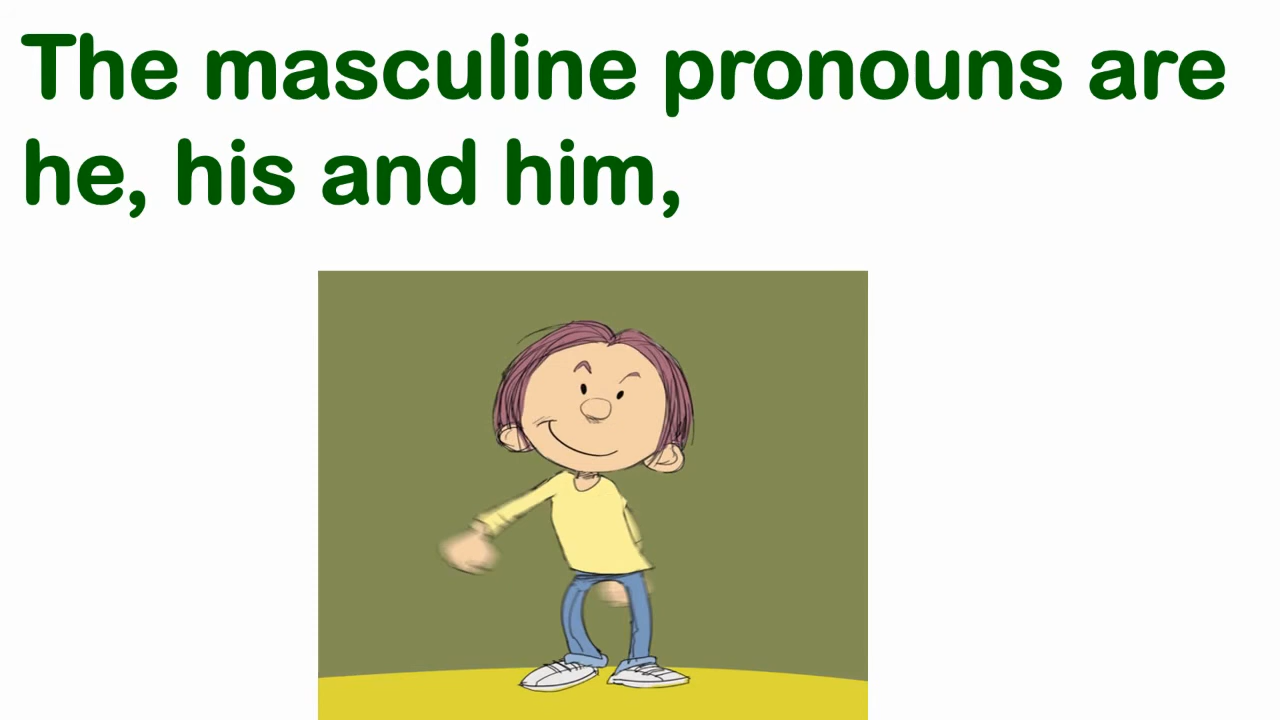 The masculine pronouns are
he, his and him,